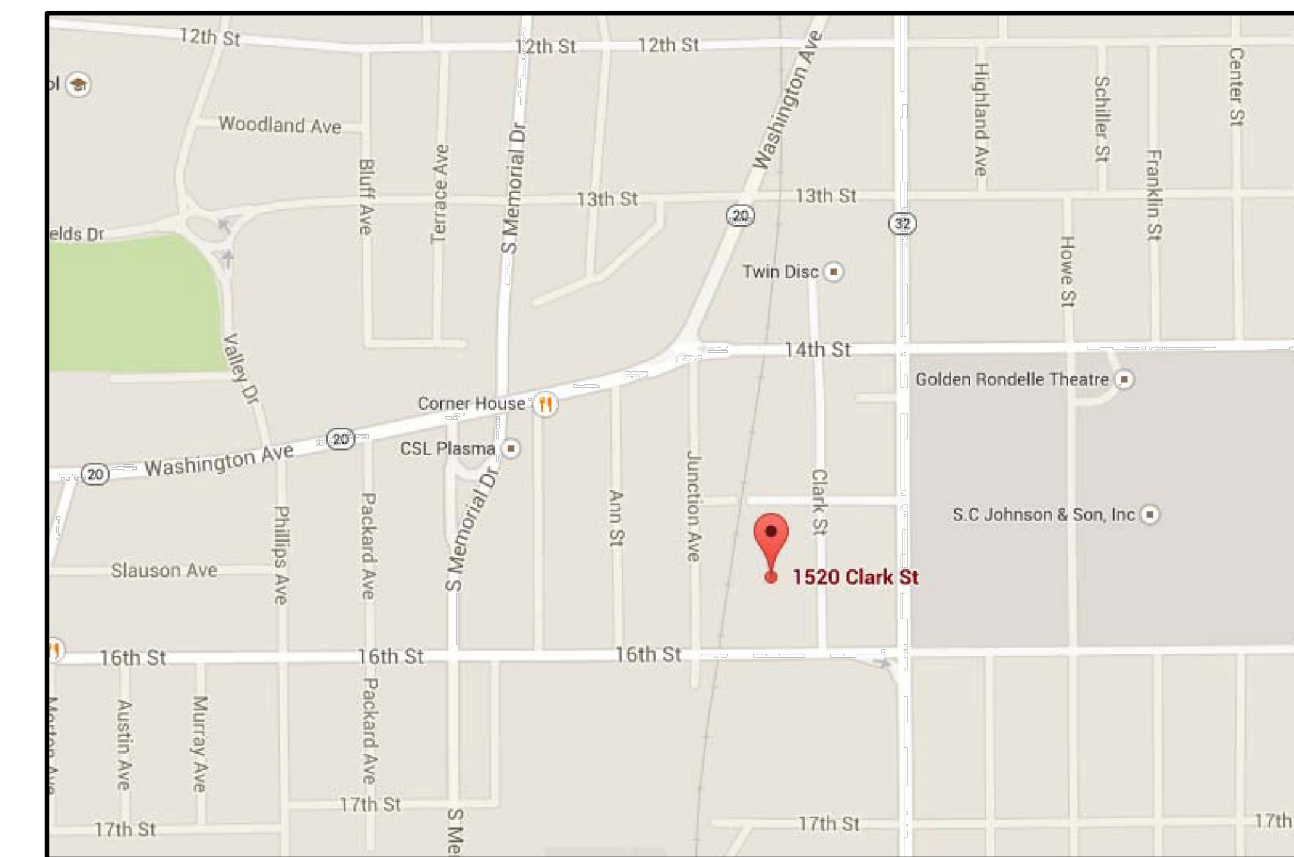 12th St
12th St
12th St
Washington Ave
Highland Ave
Schiller St
Center St
Woodland Ave
Bluff Ave
Terrace Ave
S Memorial Dr
13th St
13th St
Franklin St
20
32
Howe St
Twin Disc
14th St
Valley Dr
Golden Rondelle Theatre
Corner House
20
CSL Plasma
20
Washington Ave
S Memorial Dr
Junction Ave
Clark St
Ann St
S.C Johnson & Son, Inc
Phillips Ave
Packard Ave
Slauson Ave
1520 Clark St
16th St
16th St
16th St
Austin Ave
Murray Ave
Packard Ave
17th St
17th St
17th St
17th